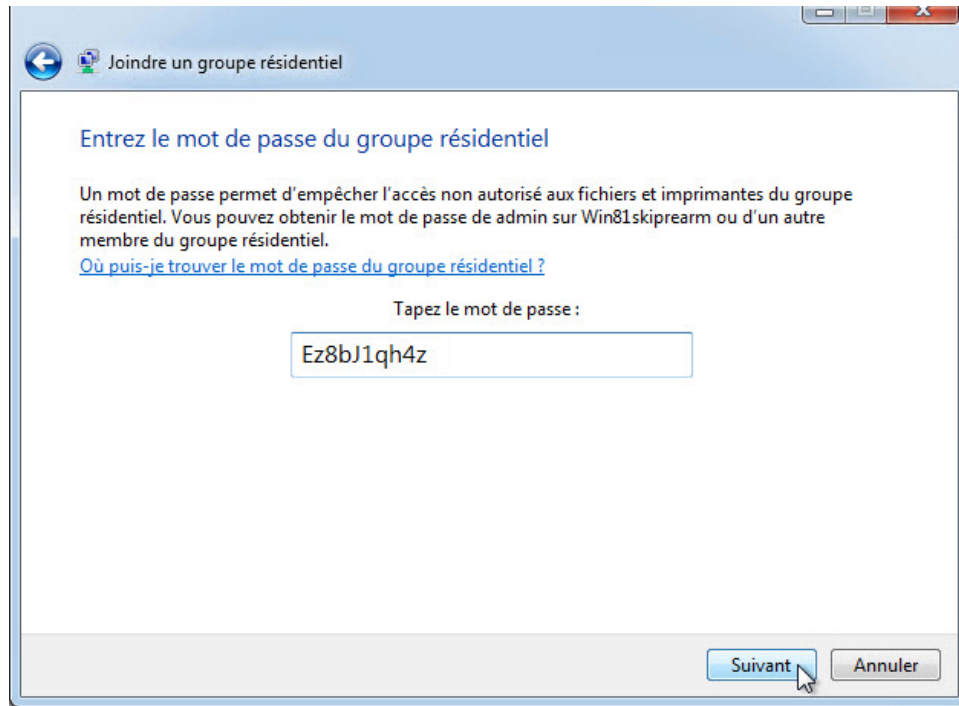 Joindre un groupe résidentiel
Entrez le mot de passe du groupe résidentiel
Un mot de passe permet d'empêcher l'accès non autorisé aux fichiers et imprimantes du groupe
résidentiel. Vous pouvez obtenir le mot de passe de admin sur Win81skiprearm ou d'un autre
membre du groupe résidentiel.
Où puis-je trouver le mot de passe du groupe résidentiel ?
Tapez le mot de passe :
Ez8bJ1qh4z
Suivant
Annuler